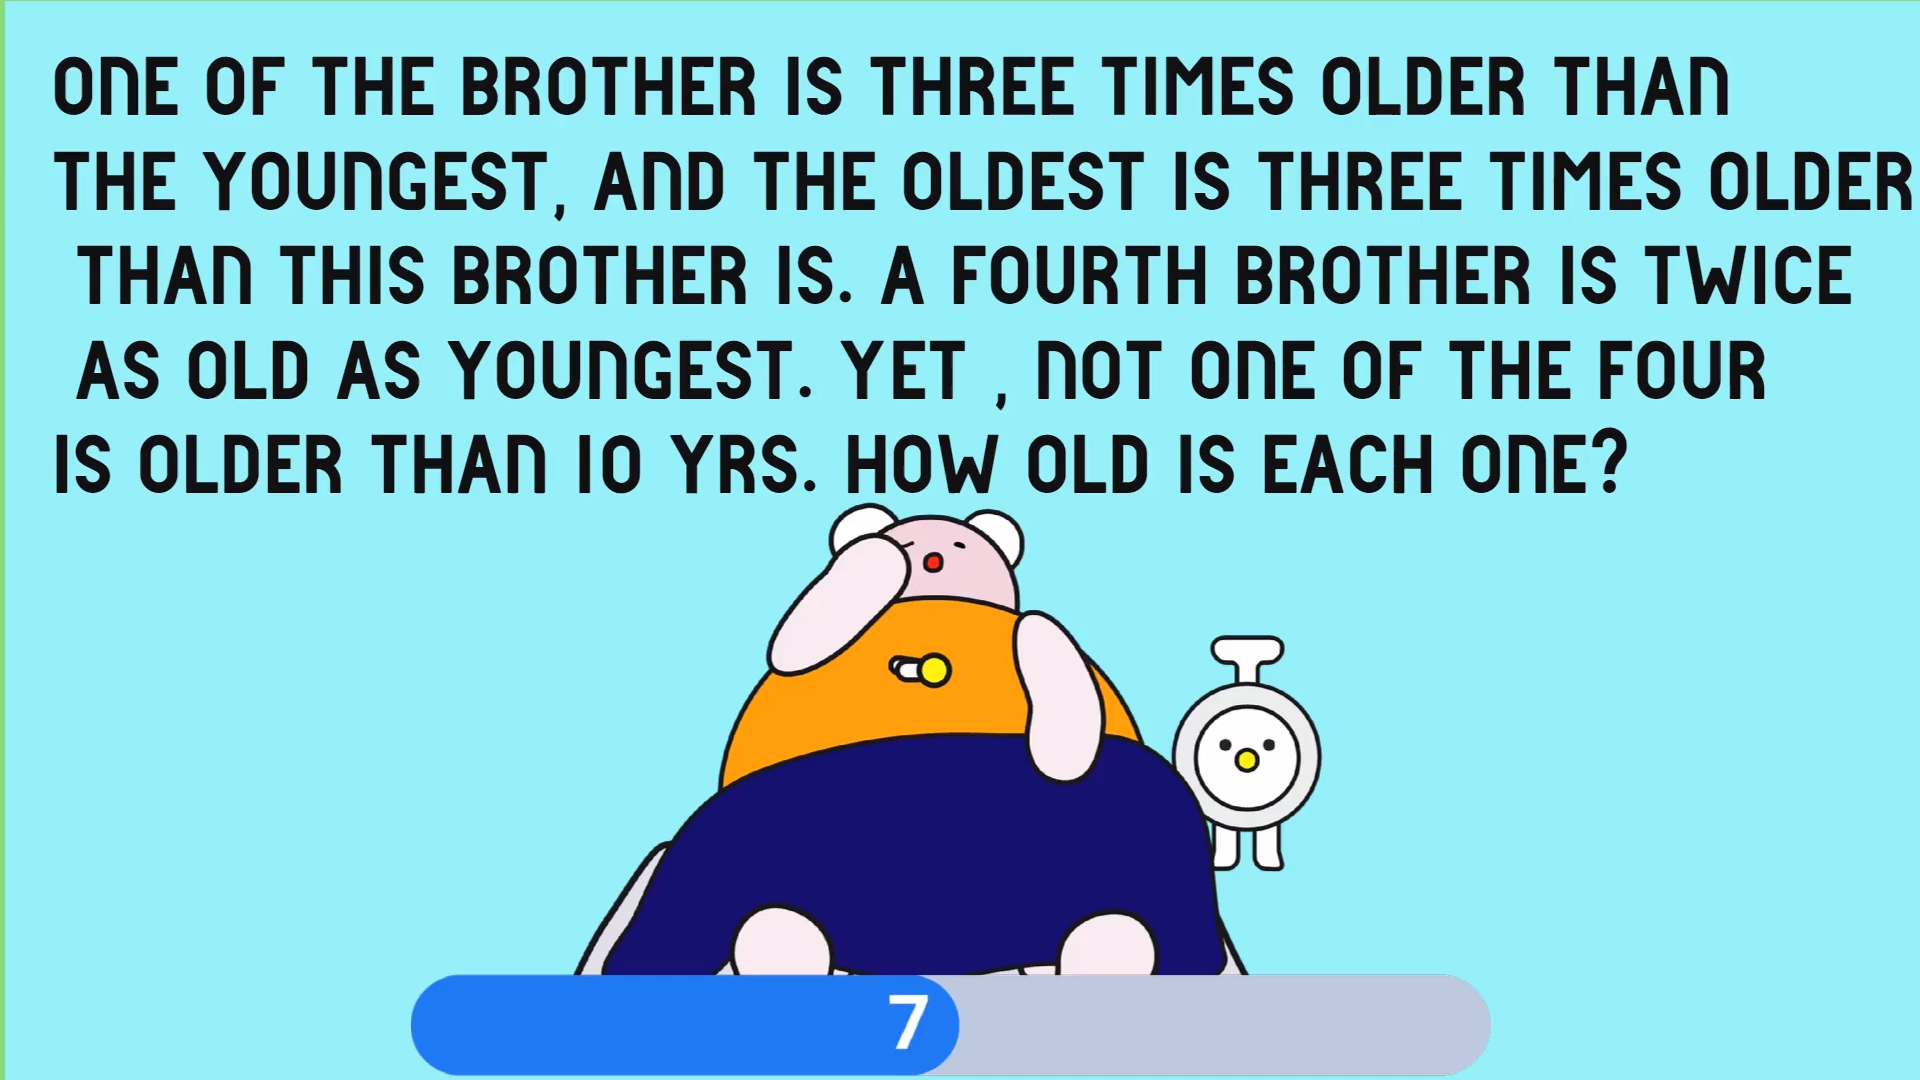 ONE OF THE BROTHER IS THREE TIMES OLDER THAN
THE YOUNGEST, AND THE OLDEST IS THREE TIMES OLDER
THAN THIS BROTHER IS. A FOURTH BROTHER IS TWICE
AS OLD AS YOUNGEST. YET , NOT ONE OF THE FOUR
IS OLDER THAN 10 YRS. HOW OLD IS EACH ONE?
7